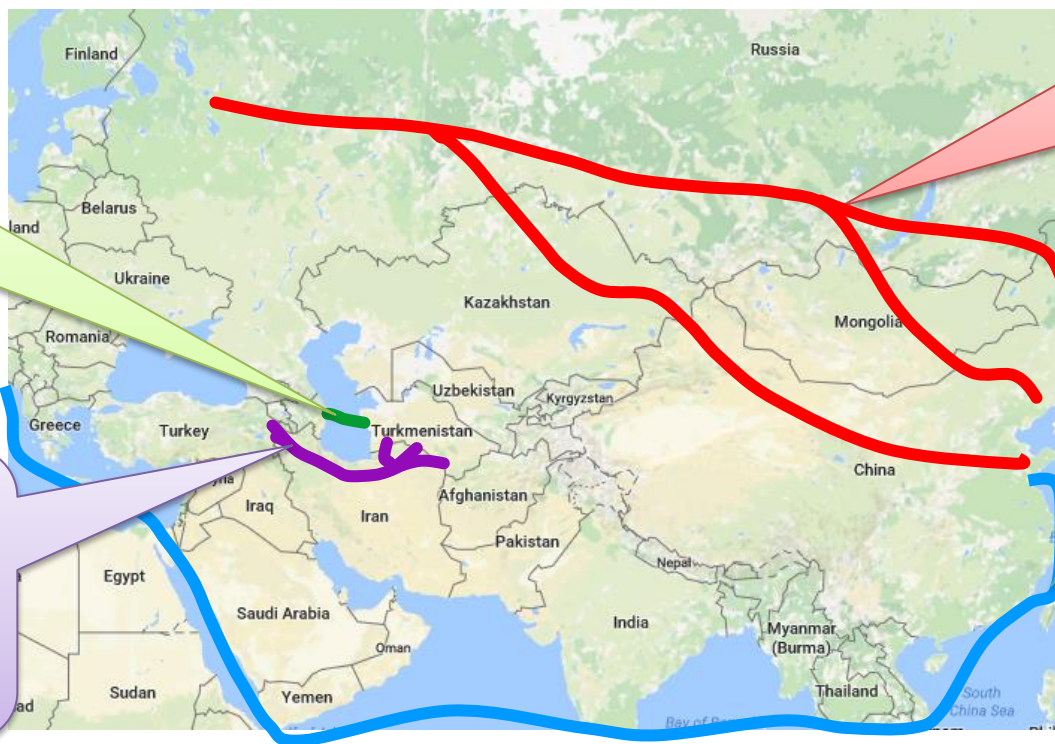 Russia
Finland
Belarus
land
Ukraine
Kazakhstan
Mongolia
Romania
Uzbekistan
Kyrgyzstan
Greece
Turkey
Turkmenistan
China
Afghanistan
Iraq
Iran
Pakistan
Nepal
Egypt
Saudi Arabia
India
Myanmar
(Burma)
Oman
Sudan
Yemen
Thailand
South
China Sea
ad
Bay of